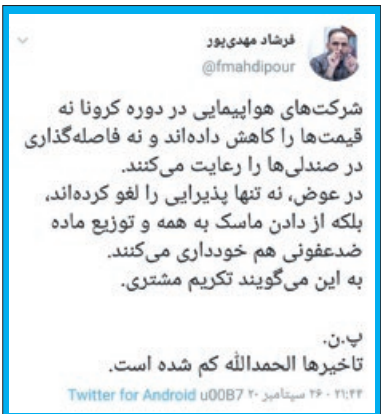 فرشاد مهدی‌پور
@fmahdipour
شرکت‌های هواپیمایی در دوره کرونا نه
قیمت‌ها را کاهش داده‌اند و نه فاصله‌گذاری
در صندلی‌ها را رعایت می‌کنند.
در عوض، نه تنها پذیرایی را لغو کرده‌اند،
بلکه از دادن ماسک به همه و توزیع ماده
ضدعفونی هم خودداری می‌کنند.
به این می‌گویند تکریم مشتری.
پ.ن.
تاخیرها الحمدالله کم شده است.
۲۱:۴۲ - ۲۶ سپتامبر ۲۰ u00B7 Twitter for Android